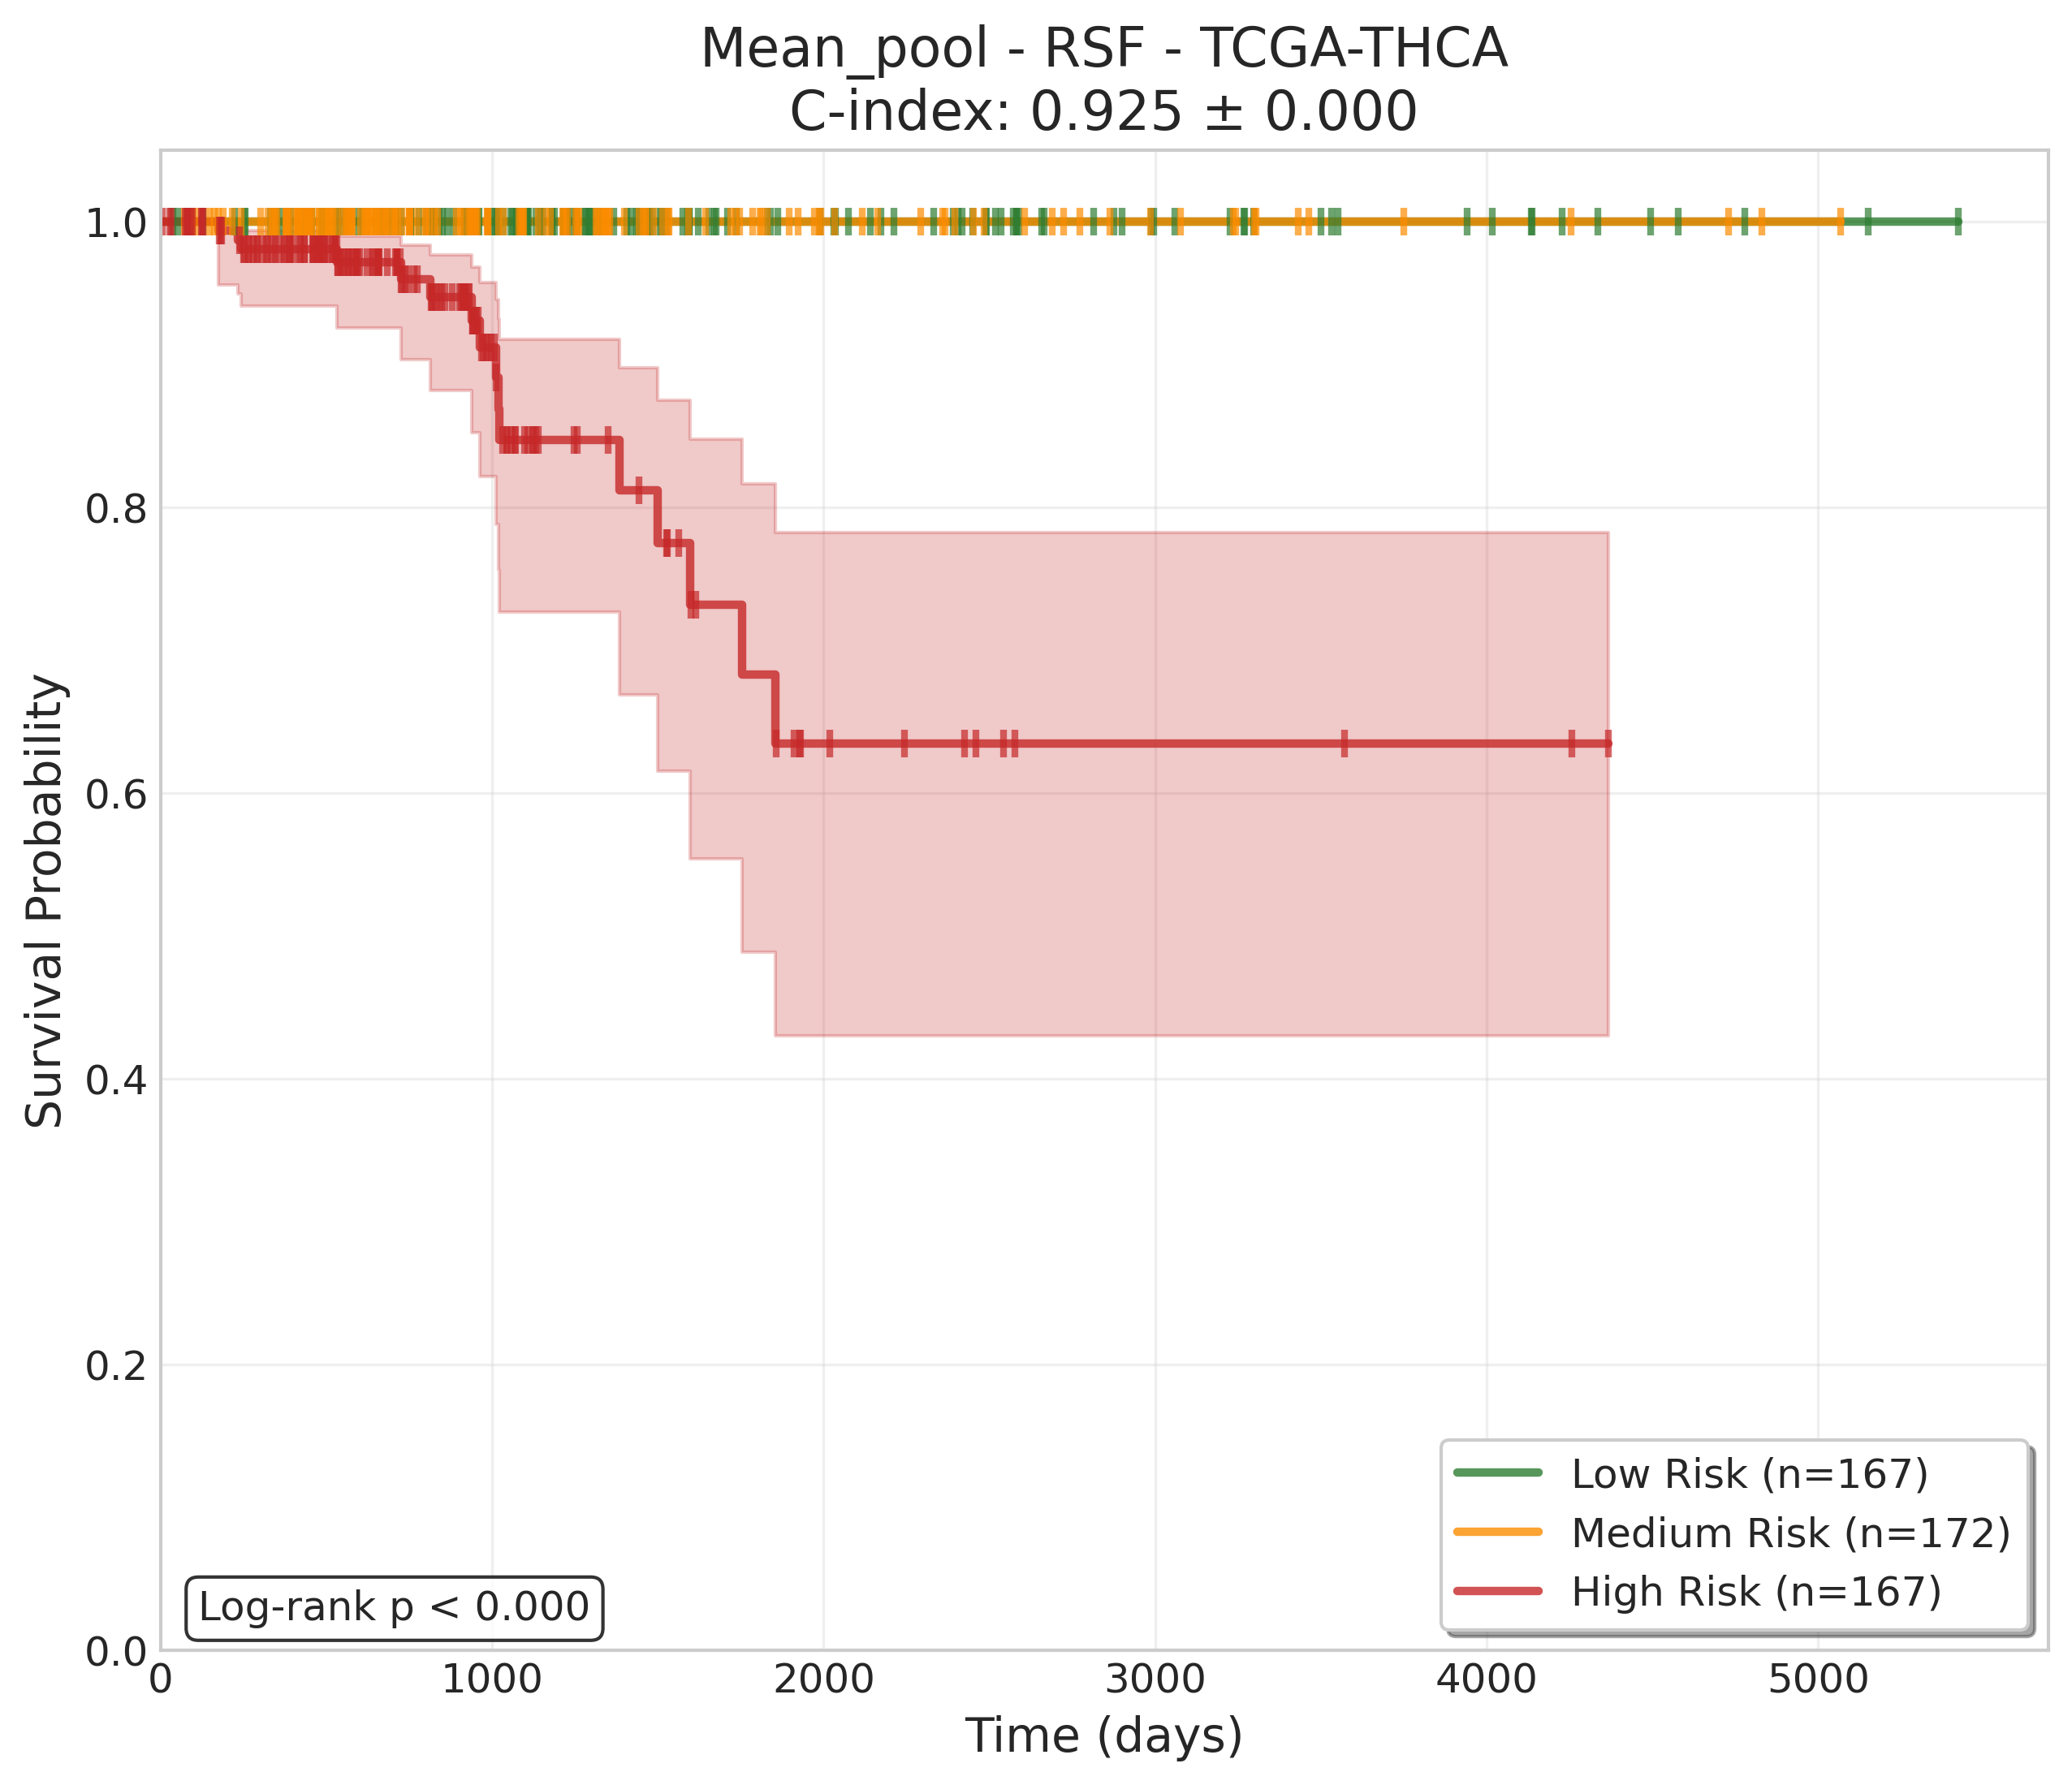 Mean_pool - RSF - TCGA-THCA
C-index: 0.925 ± 0.000
Survival Probability
1.0
0.8
0.6
0.4
0.2
0.0
Low Risk (n=167)
Medium Risk (n=172)
High Risk (n=167)
Log-rank p < 0.000
0 1000 2000 3000 4000 5000
Time (days)